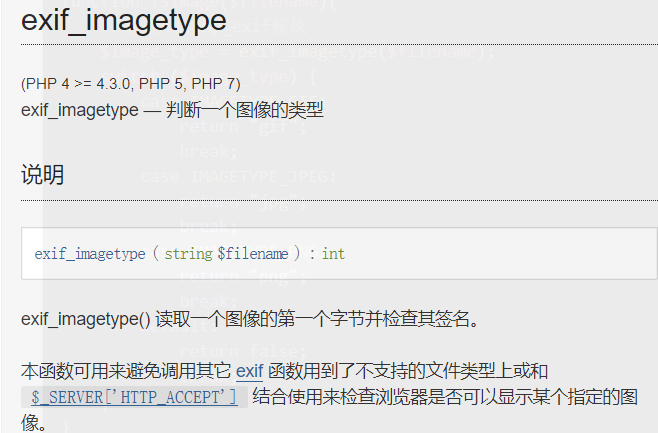 exif_imagetype
(PHP 4 >= 4.3.0, PHP 5, PHP 7)
exif_imagetype — 判断一个图像的类型
说明
exif_imagetype ( string $filename ) : int
exif_imagetype() 读取一个图像的第一个字节并检查其签名。
本函数可用来避免调用其它 exif 函数用到了不支持的文件类型上或和
$_SERVER['HTTP_ACCEPT'] 结合使用来检查浏览器是否可以显示某个指定的图
像。